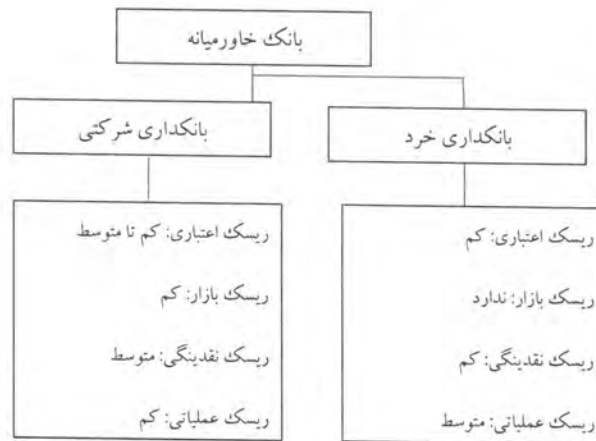 بانک خاورمیانه
بانکداری خرد
بانکداری شرکتی
ریسک اعتباری: کم
ریسک بازار: ندارد
ریسک نقدینگی: کم
ریسک عملیاتی: متوسط
ریسک اعتباری: کم تا متوسط
ریسک بازار: کم
ریسک نقدینگی: متوسط
ریسک عملیاتی: کم